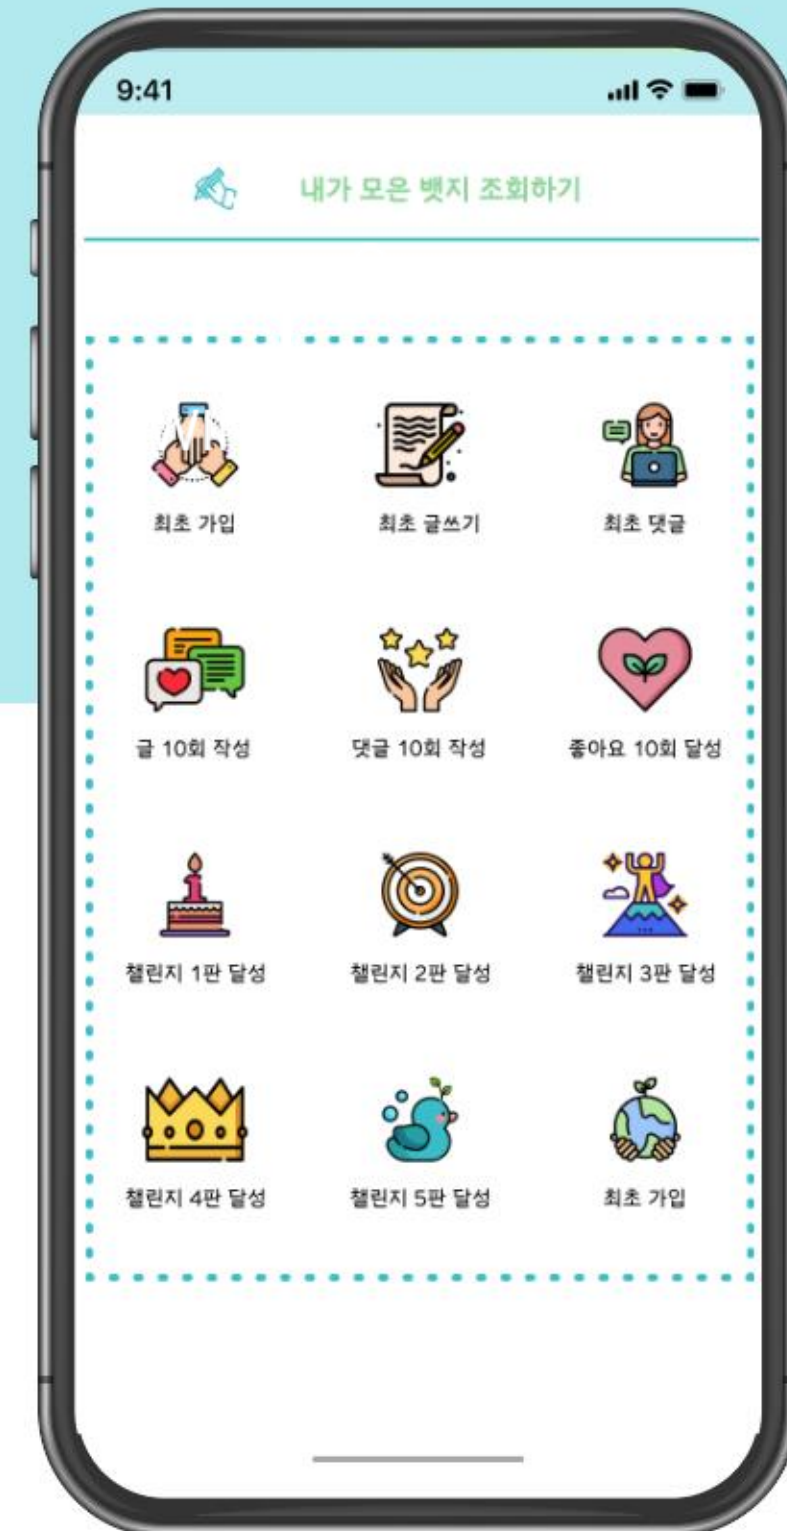 9:41
내가 모은 뱃지 조회하기
최초 가입
최초 글쓰기
최초 댓글
글 10회 작성
댓글 10회 작성
좋아요 10회 달성
챌린지 1판 달성
챌린지 2판 달성
챌린지 3판 달성
챌린지 4판 달성
챌린지 5판 달성
최초 가입